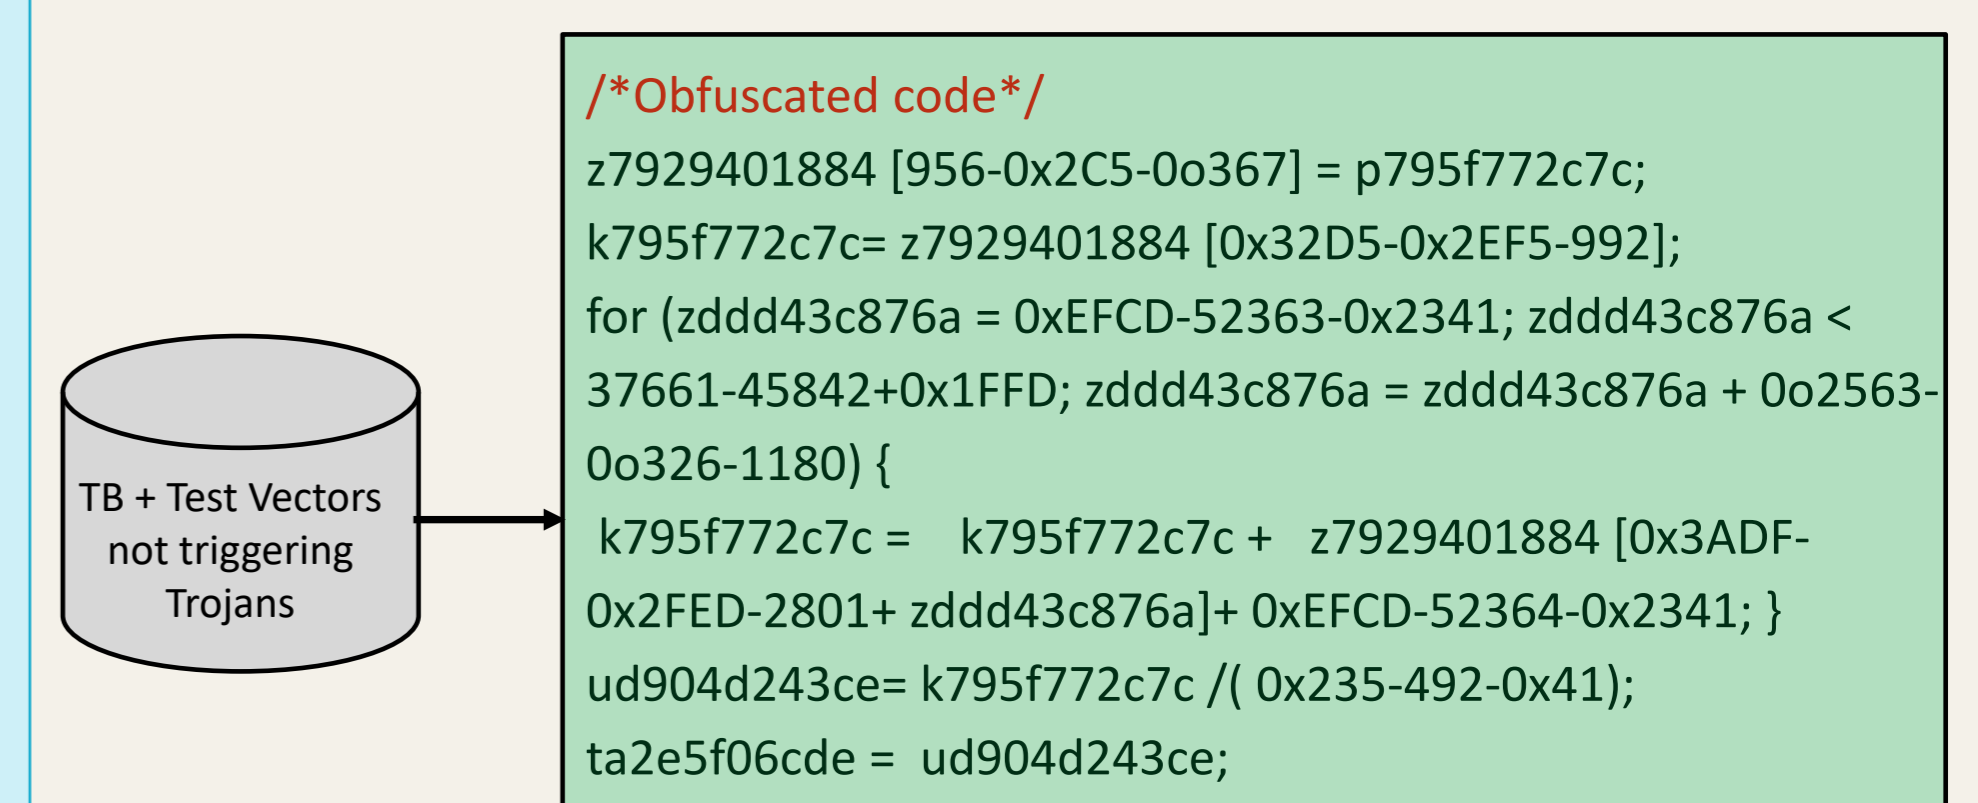 TB + Test Vectors
not triggering
Trojans
/*Obfuscated code*/
z7929401884 [956-0x2C5-0o367] = p795f772c7c;
k795f772c7c= z7929401884 [0x32D5-0x2EF5-992];
for (zddd43c876a = 0xEFCD-52363-0x2341; zddd43c876a <
37661-45842+0x1FFD; zddd43c876a = zddd43c876a + 0o2563-
0o326-1180) {
k795f772c7c =   k795f772c7c +  z7929401884 [0x3ADF-
0x2FED-2801+ zddd43c876a]+ 0xEFCD-52364-0x2341; }
ud904d243ce= k795f772c7c /( 0x235-492-0x41);
ta2e5f06cde =  ud904d243ce;